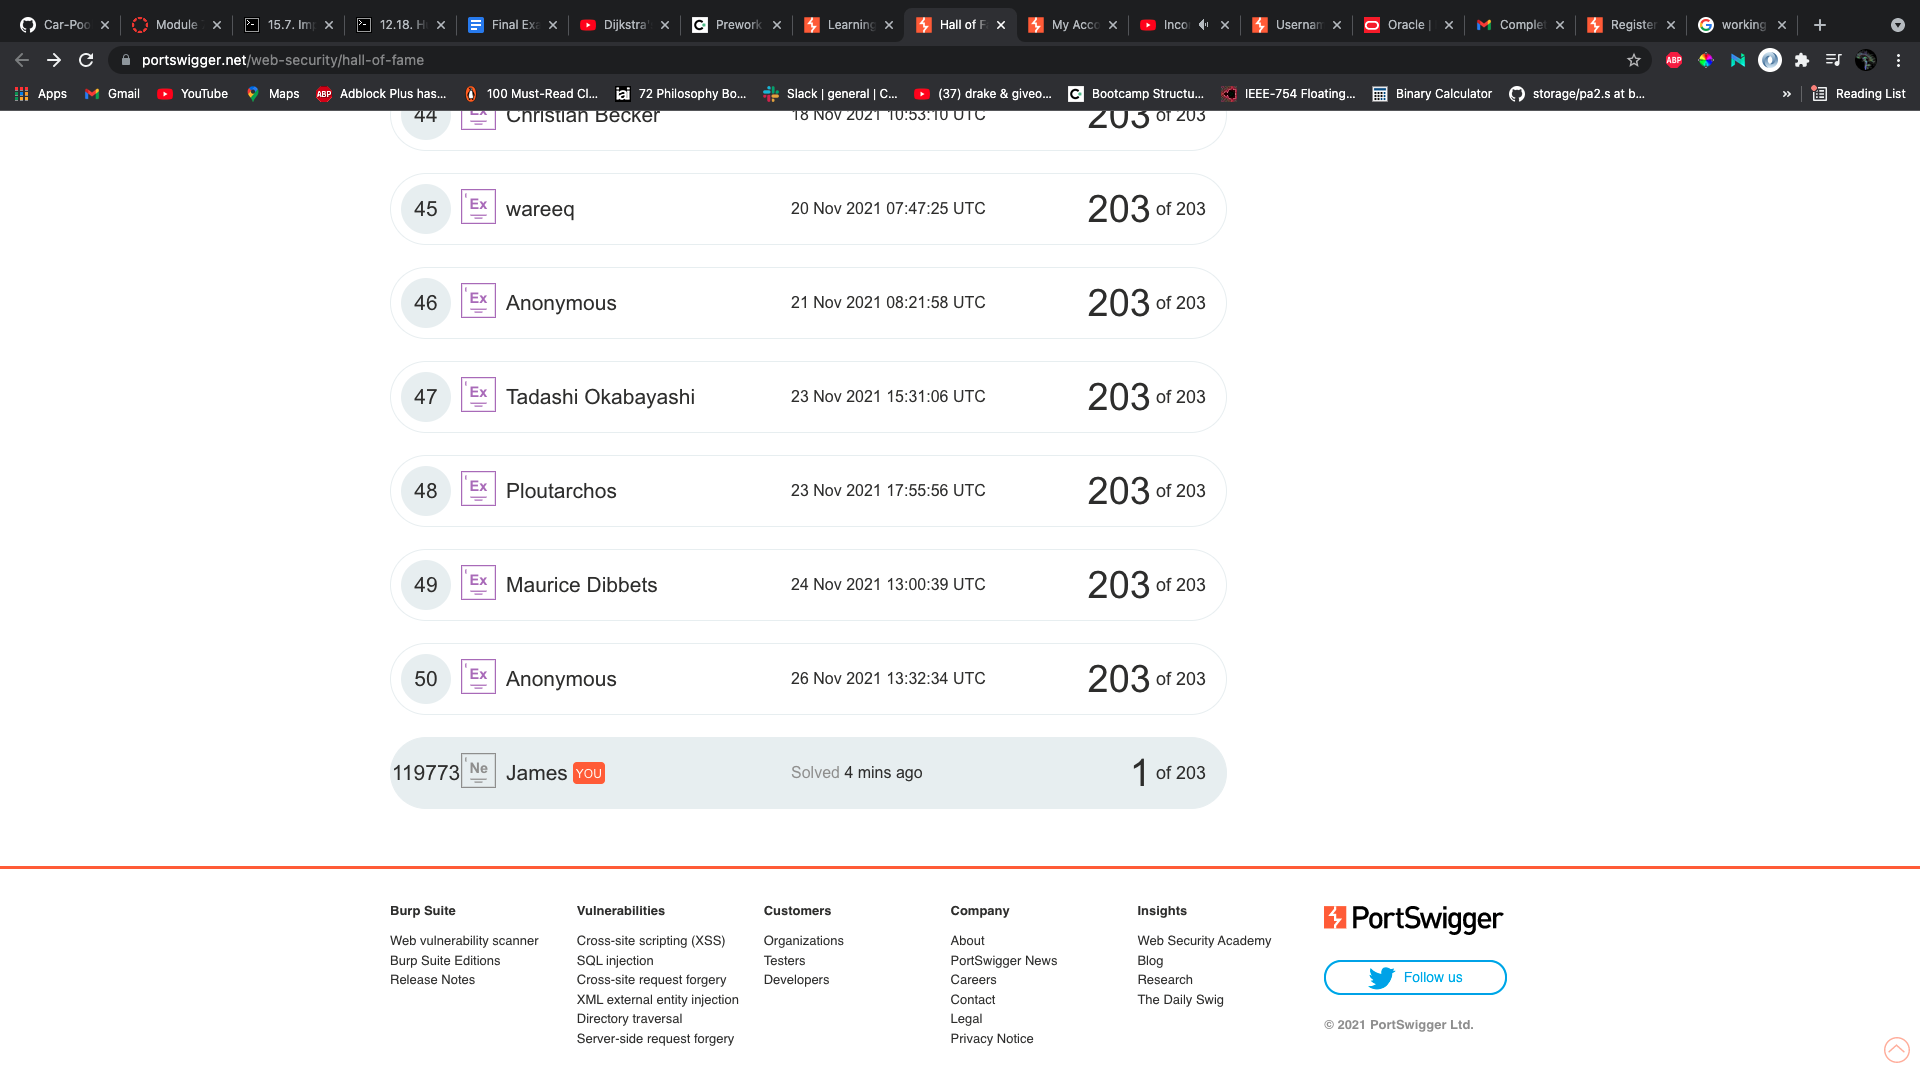 Car-Poo
Module
15.7. Im
12.18. H
Final Exa
Dijkstra'
Prework
Learning
Hall of F
My Acco
Incor
Usernam
Oracle |
Complet
Register
working
portswigger.net/web-security/hall-of-fame
ABP
Apps
Gmail
YouTube
Maps
ABP Adblock Plus has...
100 Must-Read Cl...
iai 72 Philosophy Bo...
Slack | general | C...
(37) drake & giveo...
Bootcamp Structu...
IEEE-754 Floating...
Binary Calculator
storage/pa2.s at b...
»
Reading List
44 Ex Christian Becker 18 Nov 2021 10:53:10 UTC 203 of 203
45 Ex wareeq 20 Nov 2021 07:47:25 UTC 203 of 203
46 Ex Anonymous 21 Nov 2021 08:21:58 UTC 203 of 203
47 Ex Tadashi Okabayashi 23 Nov 2021 15:31:06 UTC 203 of 203
48 Ex Ploutarchos 23 Nov 2021 17:55:56 UTC 203 of 203
49 Ex Maurice Dibbets 24 Nov 2021 13:00:39 UTC 203 of 203
50 Ex Anonymous 26 Nov 2021 13:32:34 UTC 203 of 203
119773 Ne James YOU Solved 4 mins ago 1 of 203
Burp Suite
Web vulnerability scanner
Burp Suite Editions
Release Notes
Vulnerabilities
Cross-site scripting (XSS)
SQL injection
Cross-site request forgery
XML external entity injection
Directory traversal
Server-side request forgery
Customers
Organizations
Testers
Developers
Company
About
PortSwigger News
Careers
Contact
Legal
Privacy Notice
Insights
Web Security Academy
Blog
Research
The Daily Swig
PortSwigger
Follow us
© 2021 PortSwigger Ltd.